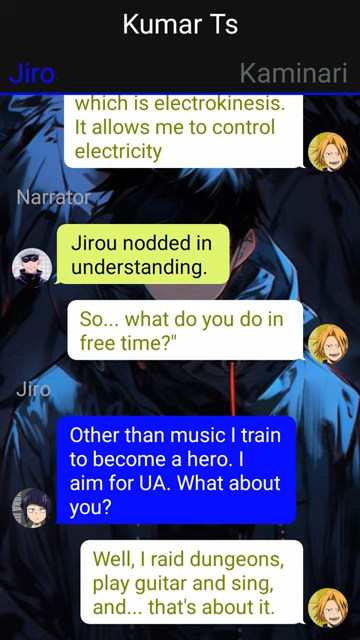 Kumar Ts
Jiro
Kaminari
which is electrokinesis.
It allows me to control
electricity
Narrator
Jirou nodded in
understanding.
So... what do you do in
free time?"
Jiro
Other than music I train
to become a hero. I
aim for UA. What about
you?
Well, I raid dungeons,
play guitar and sing,
and... that's about it.